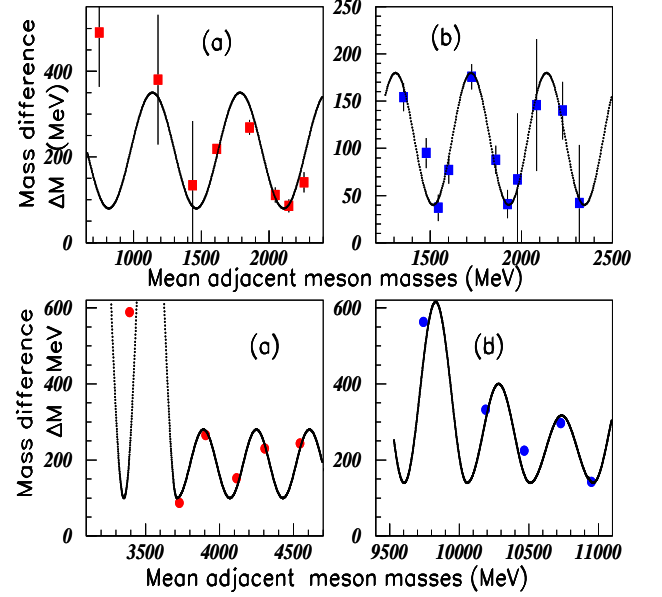 Mass difference
ΔM (MeV)
400
200
0
(a)
1000 1500 2000
250
200
150
100
50
0
(b)
1500 2000 2500
Mean adjacent meson masses (MeV)
Mass difference
ΔM MeV
600
400
200
0
(a)
3500 4000 4500
600
400
200
0
(b)
9500 10000 10500 11000
Mean adjacent meson masses (MeV)